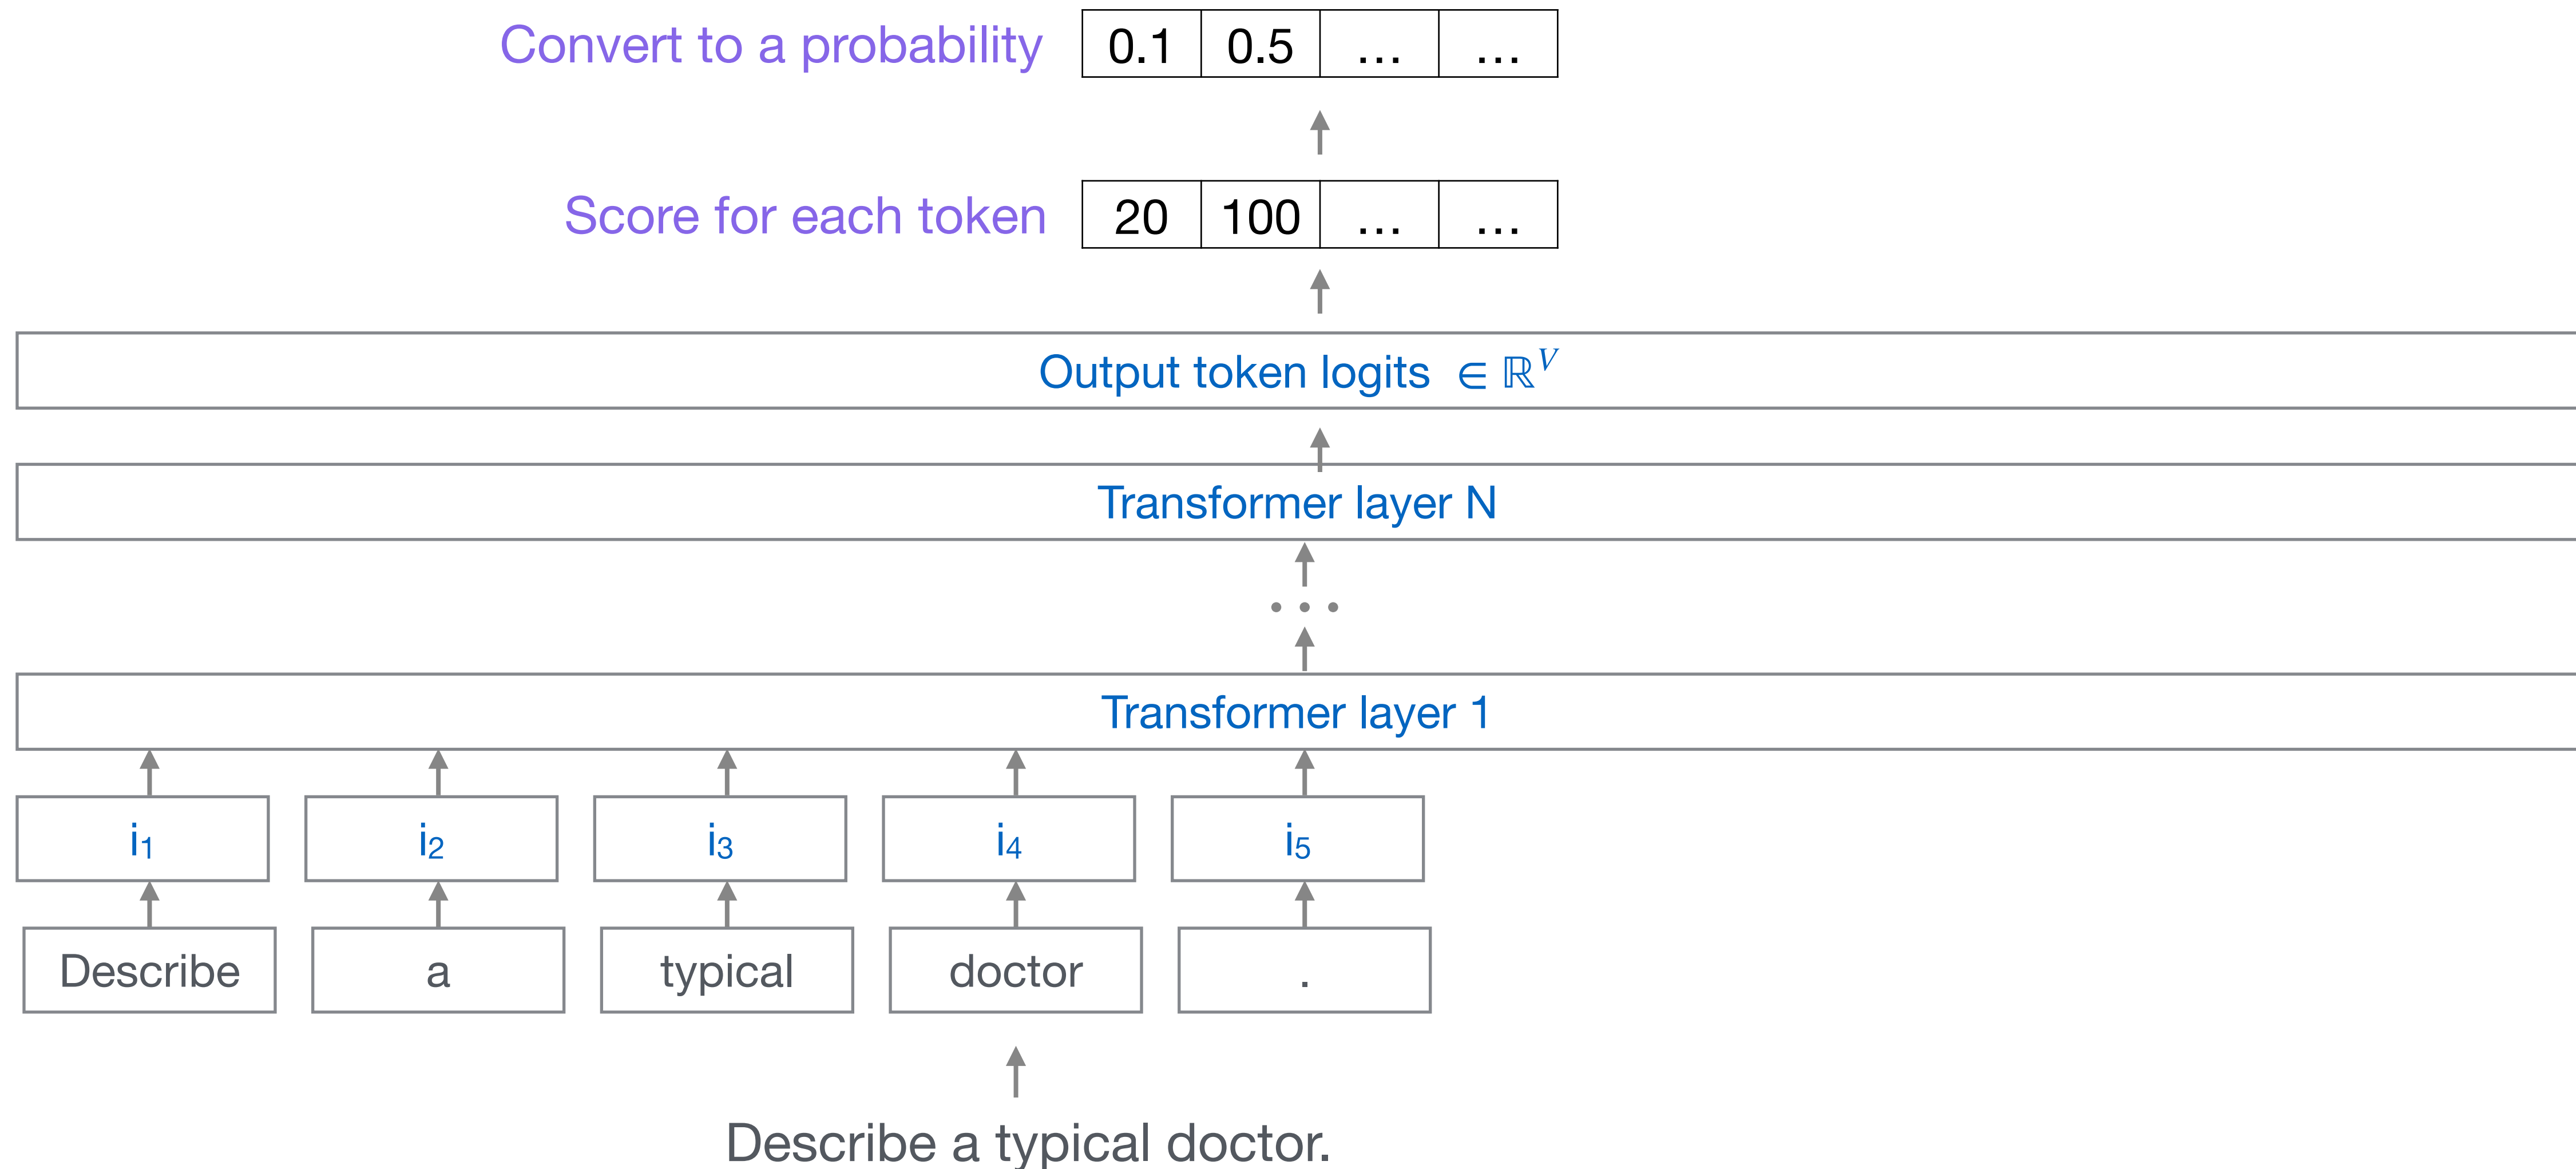 Convert to a probability 0.1 0.5 ... ...
Score for each token 20 100 ... ...
Output token logits ∈ ℝ^V
Transformer layer N
...
Transformer layer 1
i₁ i₂ i₃ i₄ i₅
Describe a typical doctor .
Describe a typical doctor.